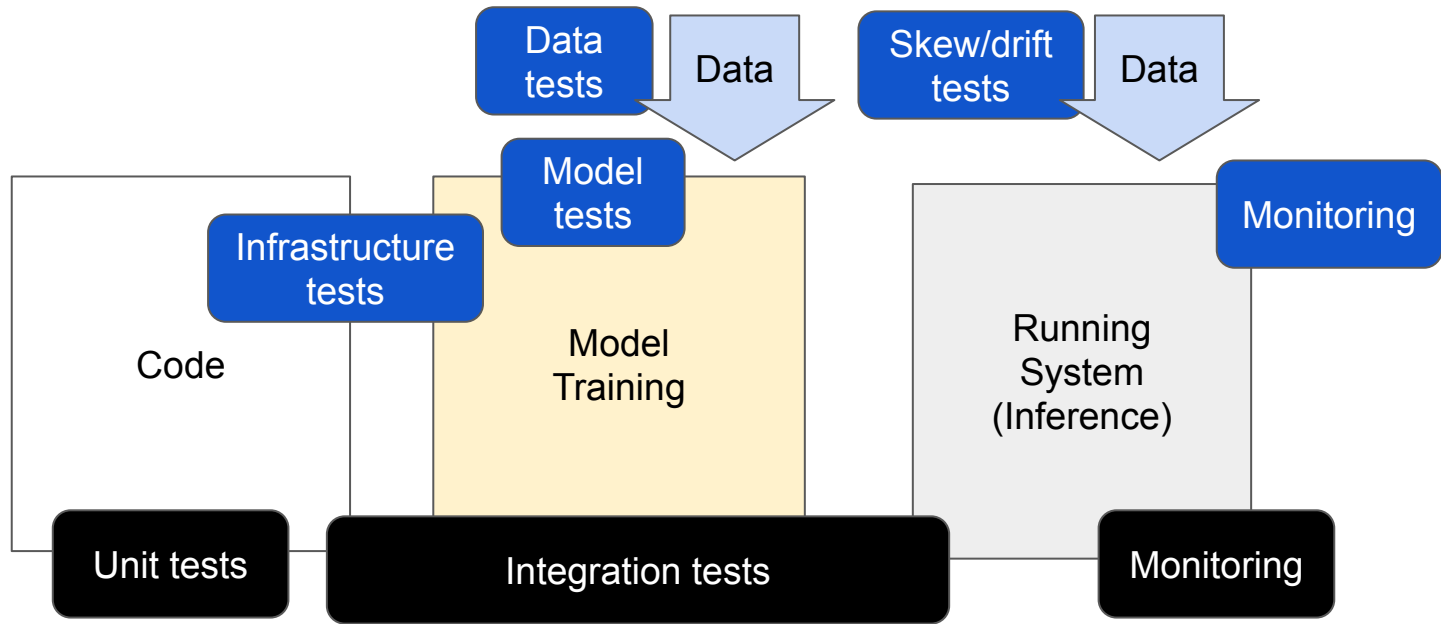 Data
tests
Data
Skew/drift
tests
Data
Model
tests
Monitoring
Infrastructure
tests
Code
Model
Training
Running
System
(Inference)
Unit tests
Integration tests
Monitoring